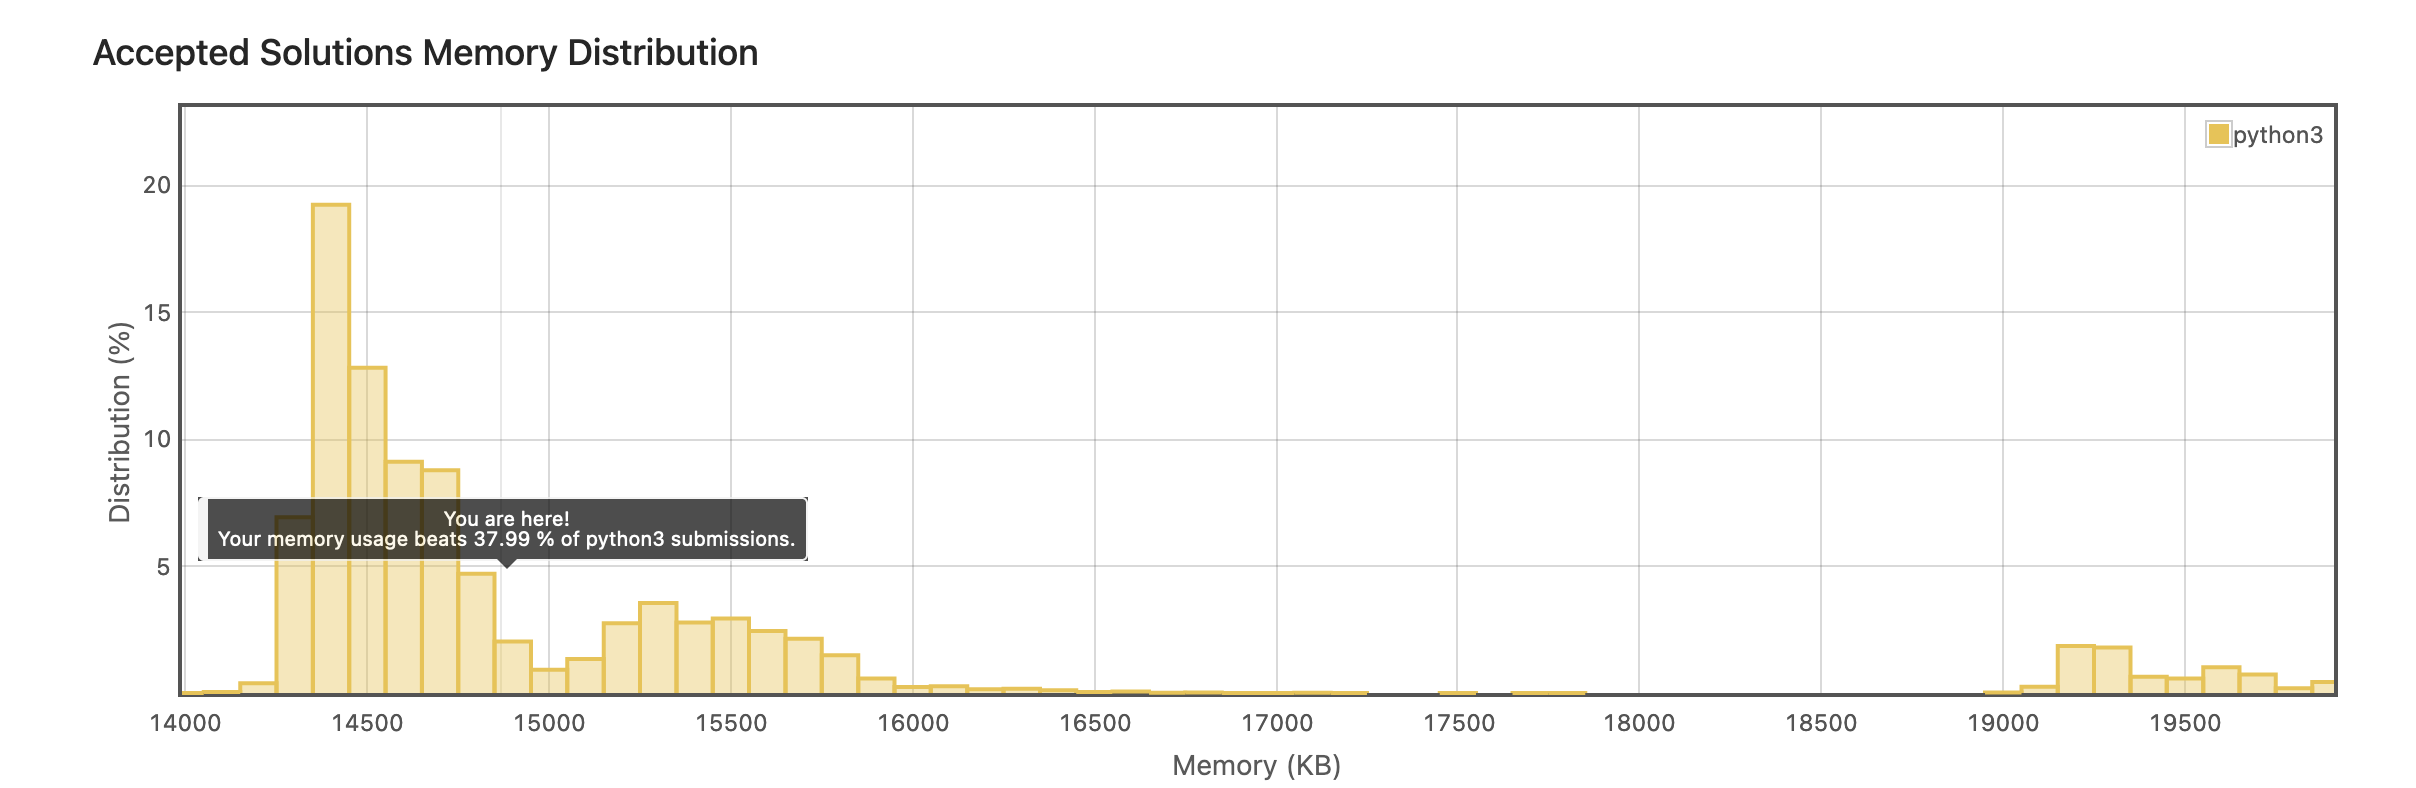 Accepted Solutions Memory Distribution
python3
20
15
10
5
Distribution (%)
You are here!
Your memory usage beats 37.99 % of python3 submissions.
14000 14500 15000 15500 16000 16500 17000 17500 18000 18500 19000 19500
Memory (KB)